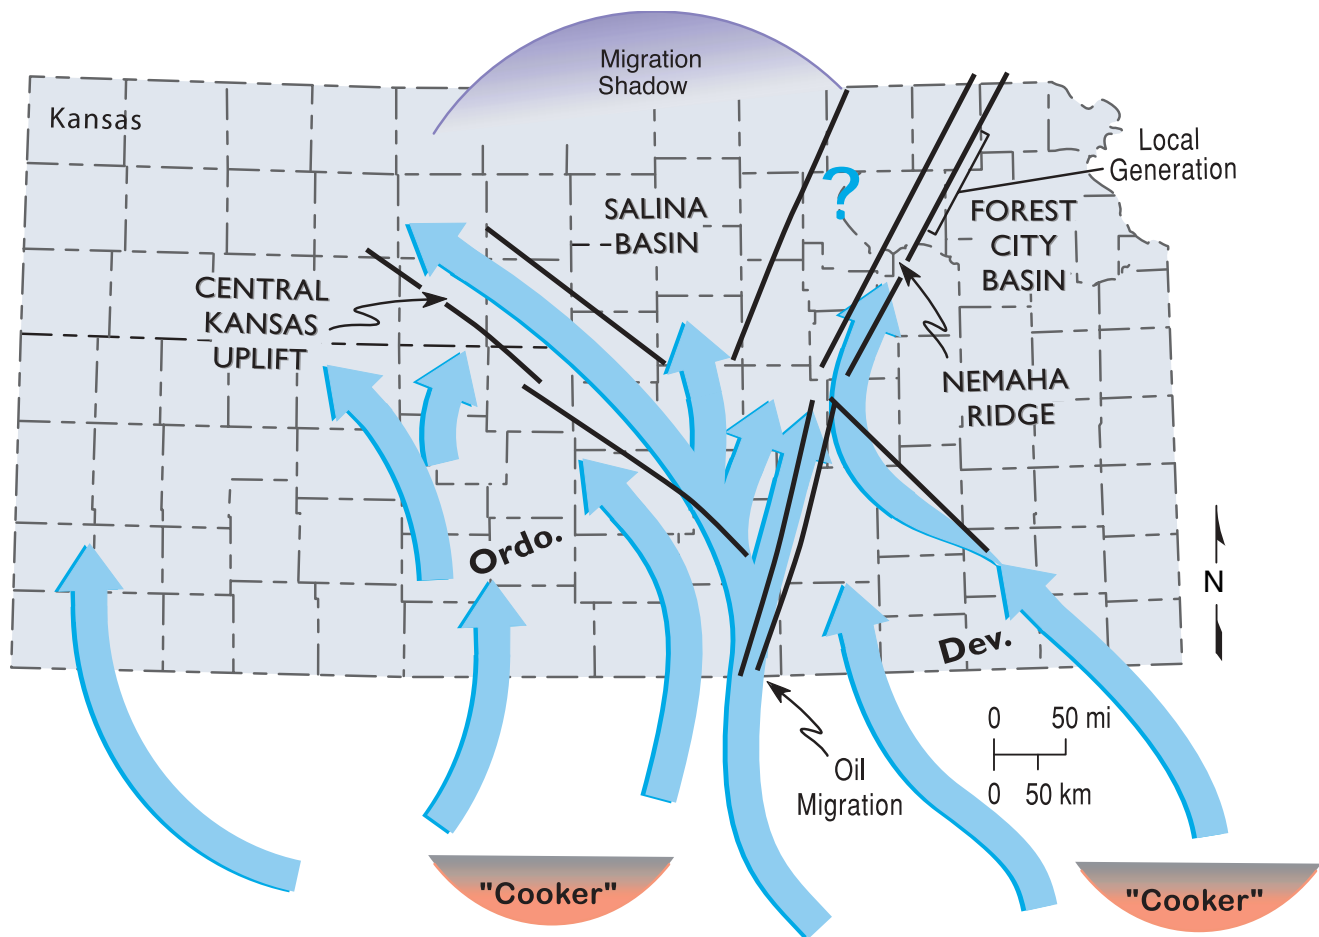 Migration
Shadow
Kansas
Local
Generation
?
SALINA
BASIN
FOREST
CITY
BASIN
CENTRAL
KANSAS
UPLIFT
NEMAHA
RIDGE
Ordo.
Dev.
N
0 50 mi
0 50 km
Oil
Migration
"Cooker"
"Cooker"